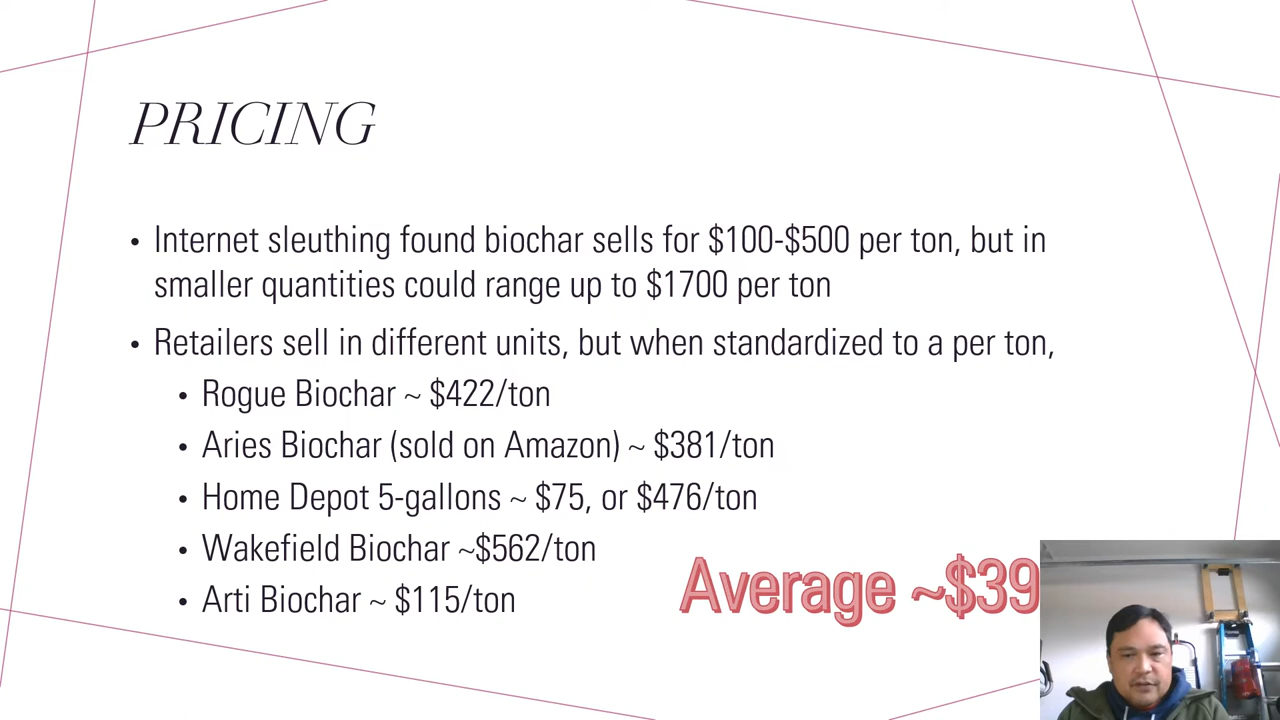 PRICING
• Internet sleuthing found biochar sells for $100-$500 per ton, but in
smaller quantities could range up to $1700 per ton
• Retailers sell in different units, but when standardized to a per ton,
• Rogue Biochar ~ $422/ton
• Aries Biochar (sold on Amazon) ~ $381/ton
• Home Depot 5-gallons ~ $75, or $476/ton
• Wakefield Biochar ~$562/ton
• Arti Biochar ~ $115/ton
Average ~$39